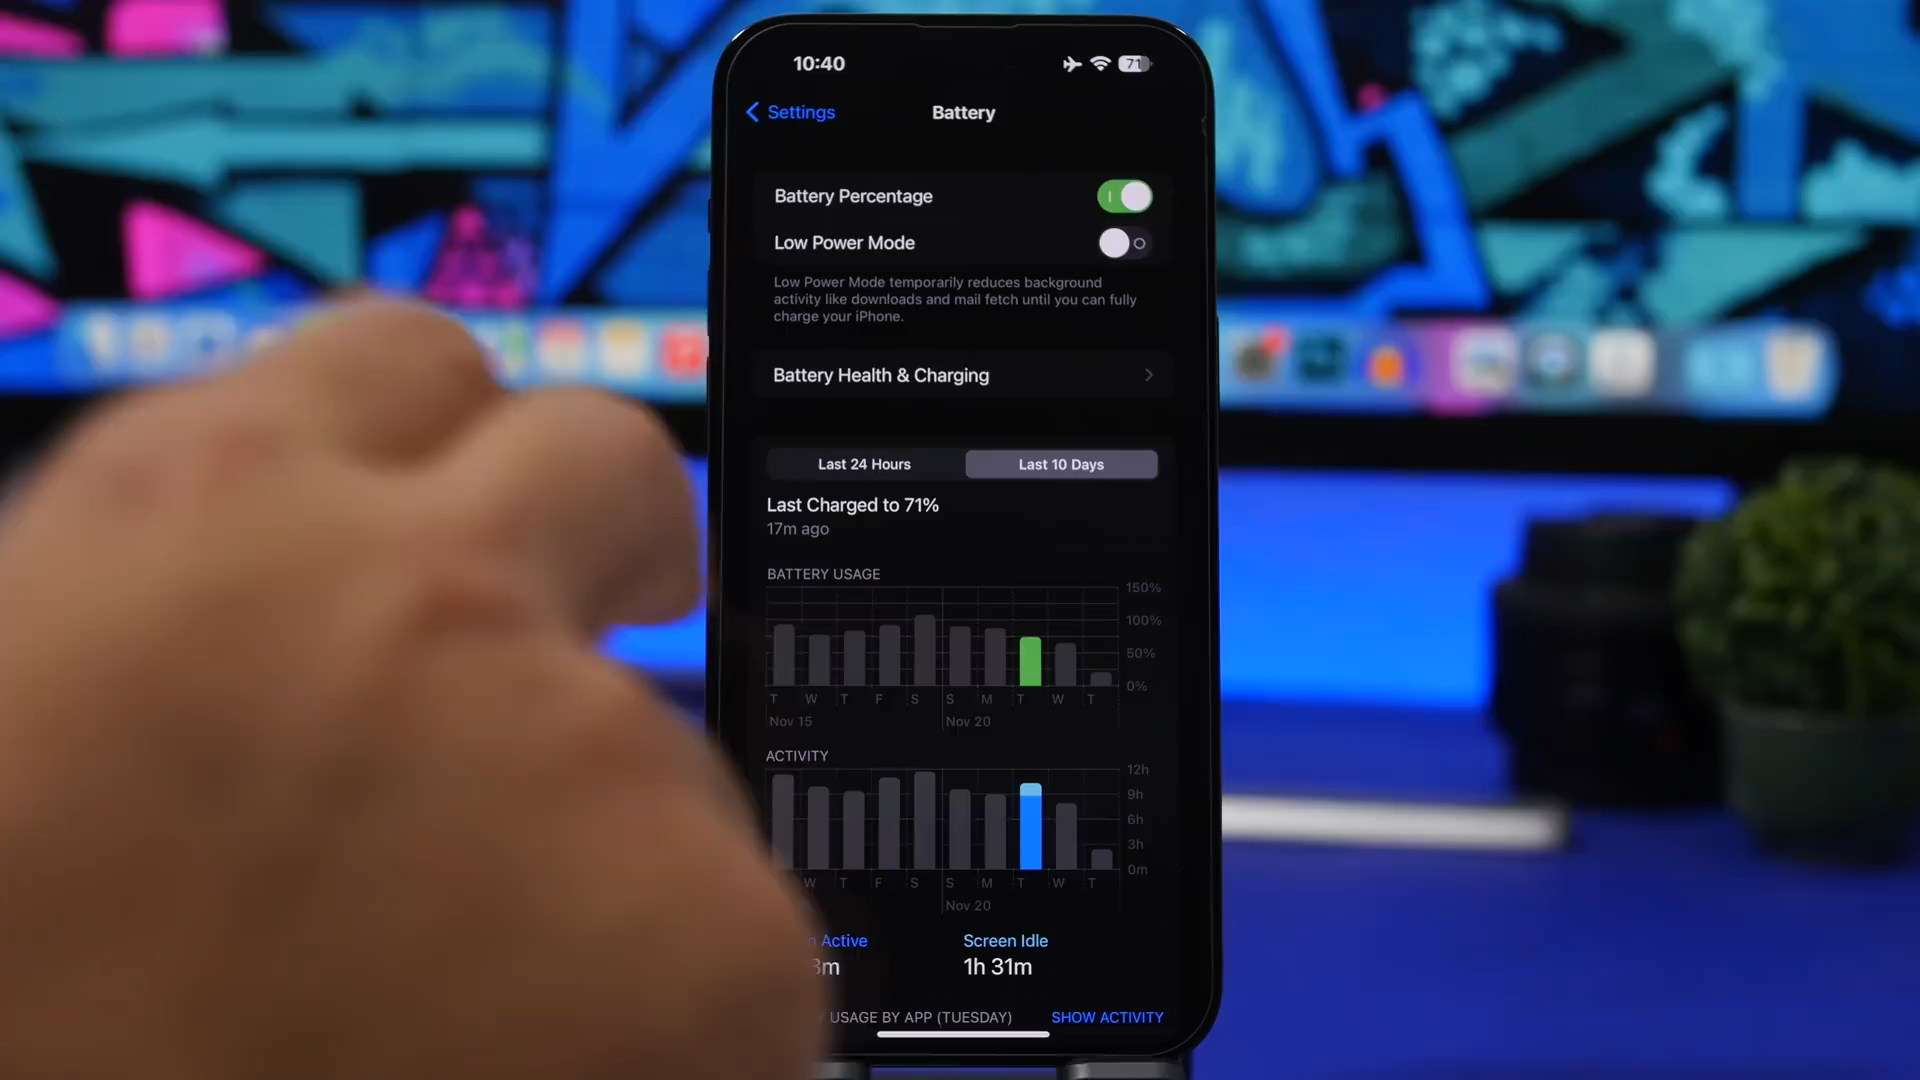 10:40
71
Settings
Battery
Battery Percentage
Low Power Mode
Low Power Mode temporarily reduces background
activity like downloads and mail fetch until you can fully
charge your iPhone.
Battery Health & Charging
Last 24 Hours
Last 10 Days
Last Charged to 71%
17m ago
BATTERY USAGE
150%
100%
50%
0%
T W T F S S M T W T
Nov 15
Nov 20
ACTIVITY
12h
9h
6h
3h
0m
W T F S S M T W T
Nov 20
Active
Screen Idle
1h 31m
USAGE BY APP (TUESDAY)
SHOW ACTIVITY